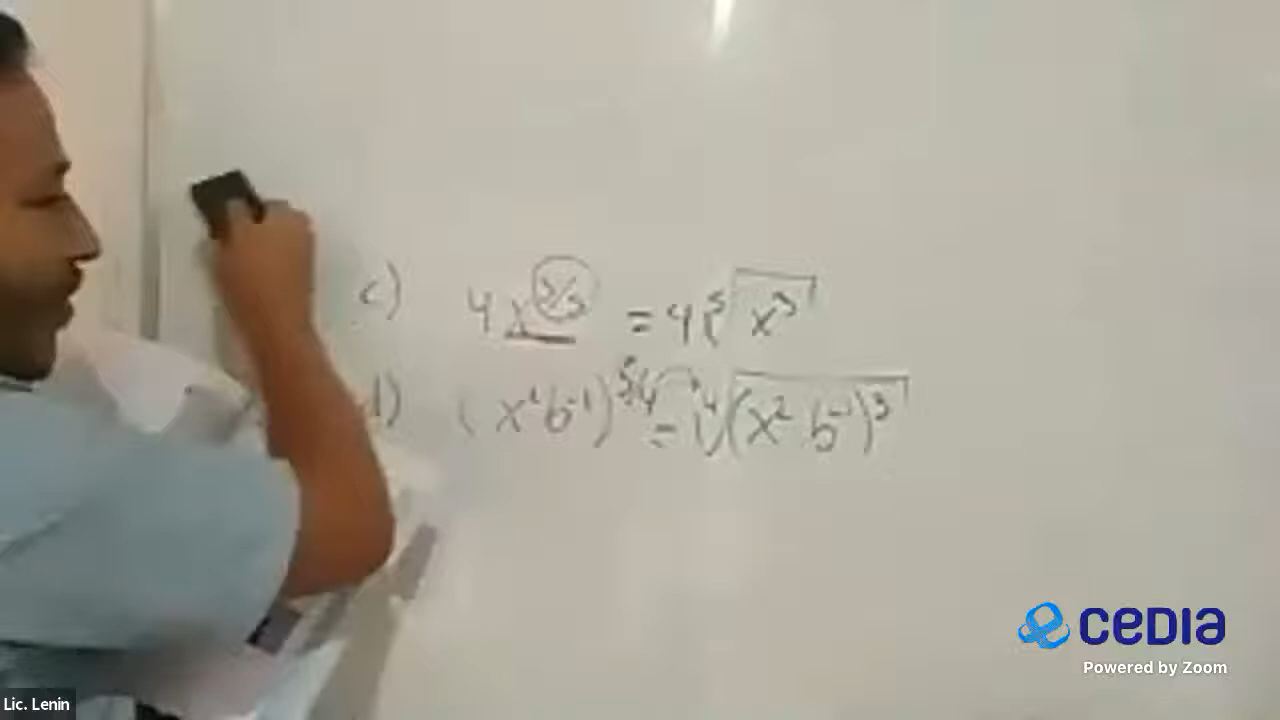 c) 4x^(3/5) = 4 ⁵√x³
d) (x²b⁻¹)^(3/4) = ⁴√(x² b⁻¹)³
CEDIA
Powered by Zoom
Lic. Lenin